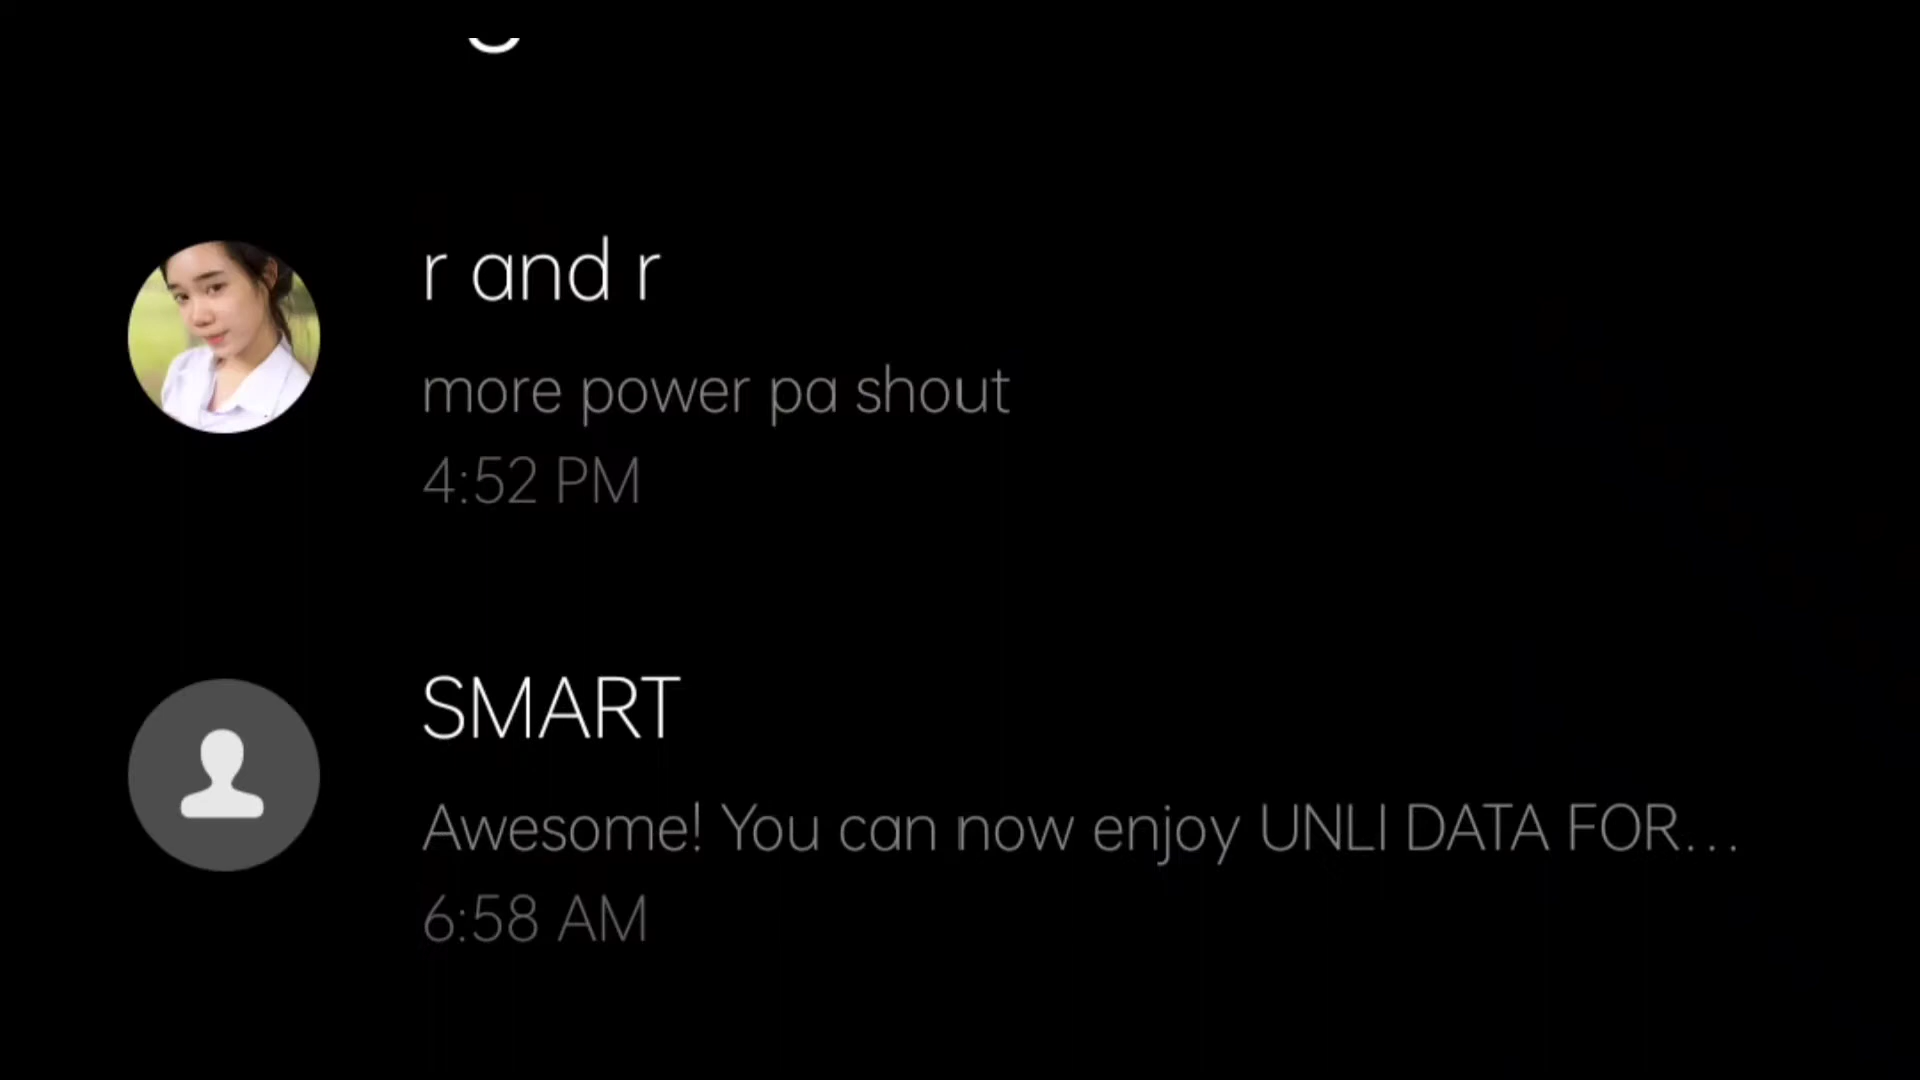 r and r
more power pa shout
4:52 PM
SMART
Awesome! You can now enjoy UNLI DATA FOR...
6:58 AM